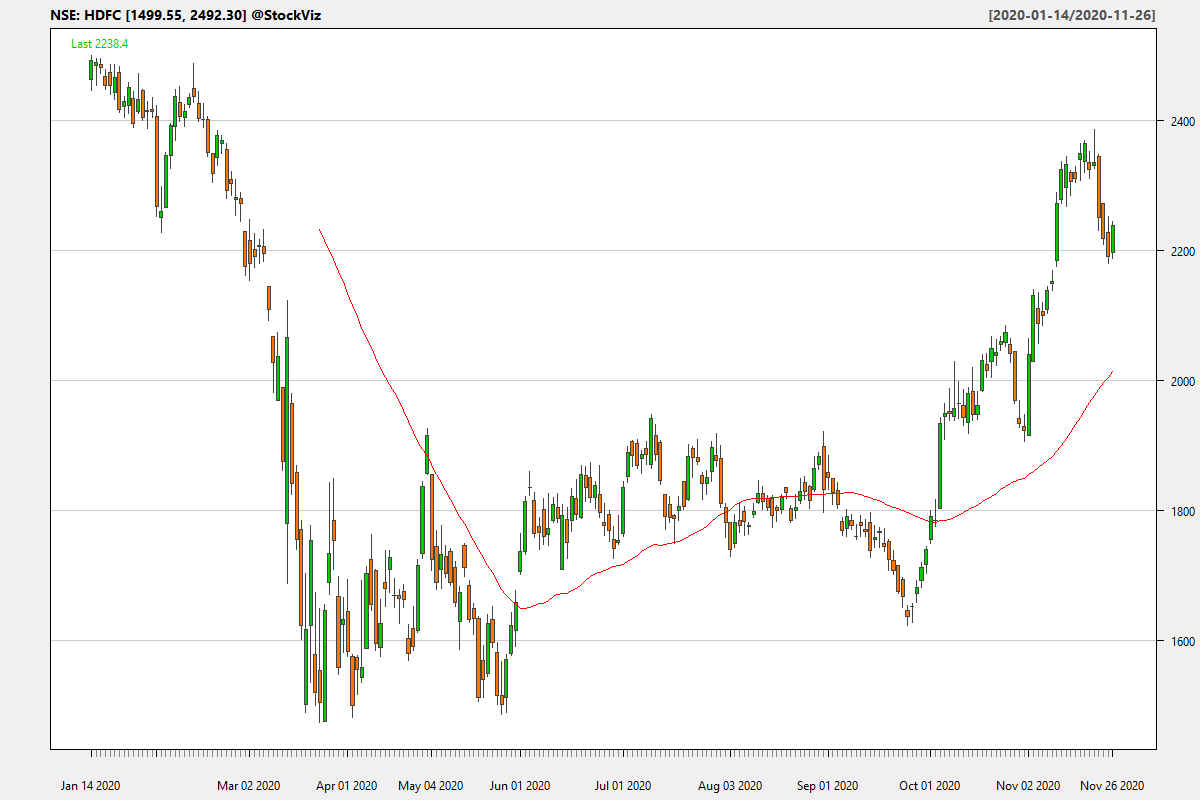 NSE: HDFC [1499.55, 2492.30] @StockViz [2020-01-14/2020-11-26]
Last 2238.4
2400
2200
2000
1800
1600
Jan 14 2020 Mar 02 2020 Apr 01 2020 May 04 2020 Jun 01 2020 Jul 01 2020 Aug 03 2020 Sep 01 2020 Oct 01 2020 Nov 02 2020 Nov 26 2020